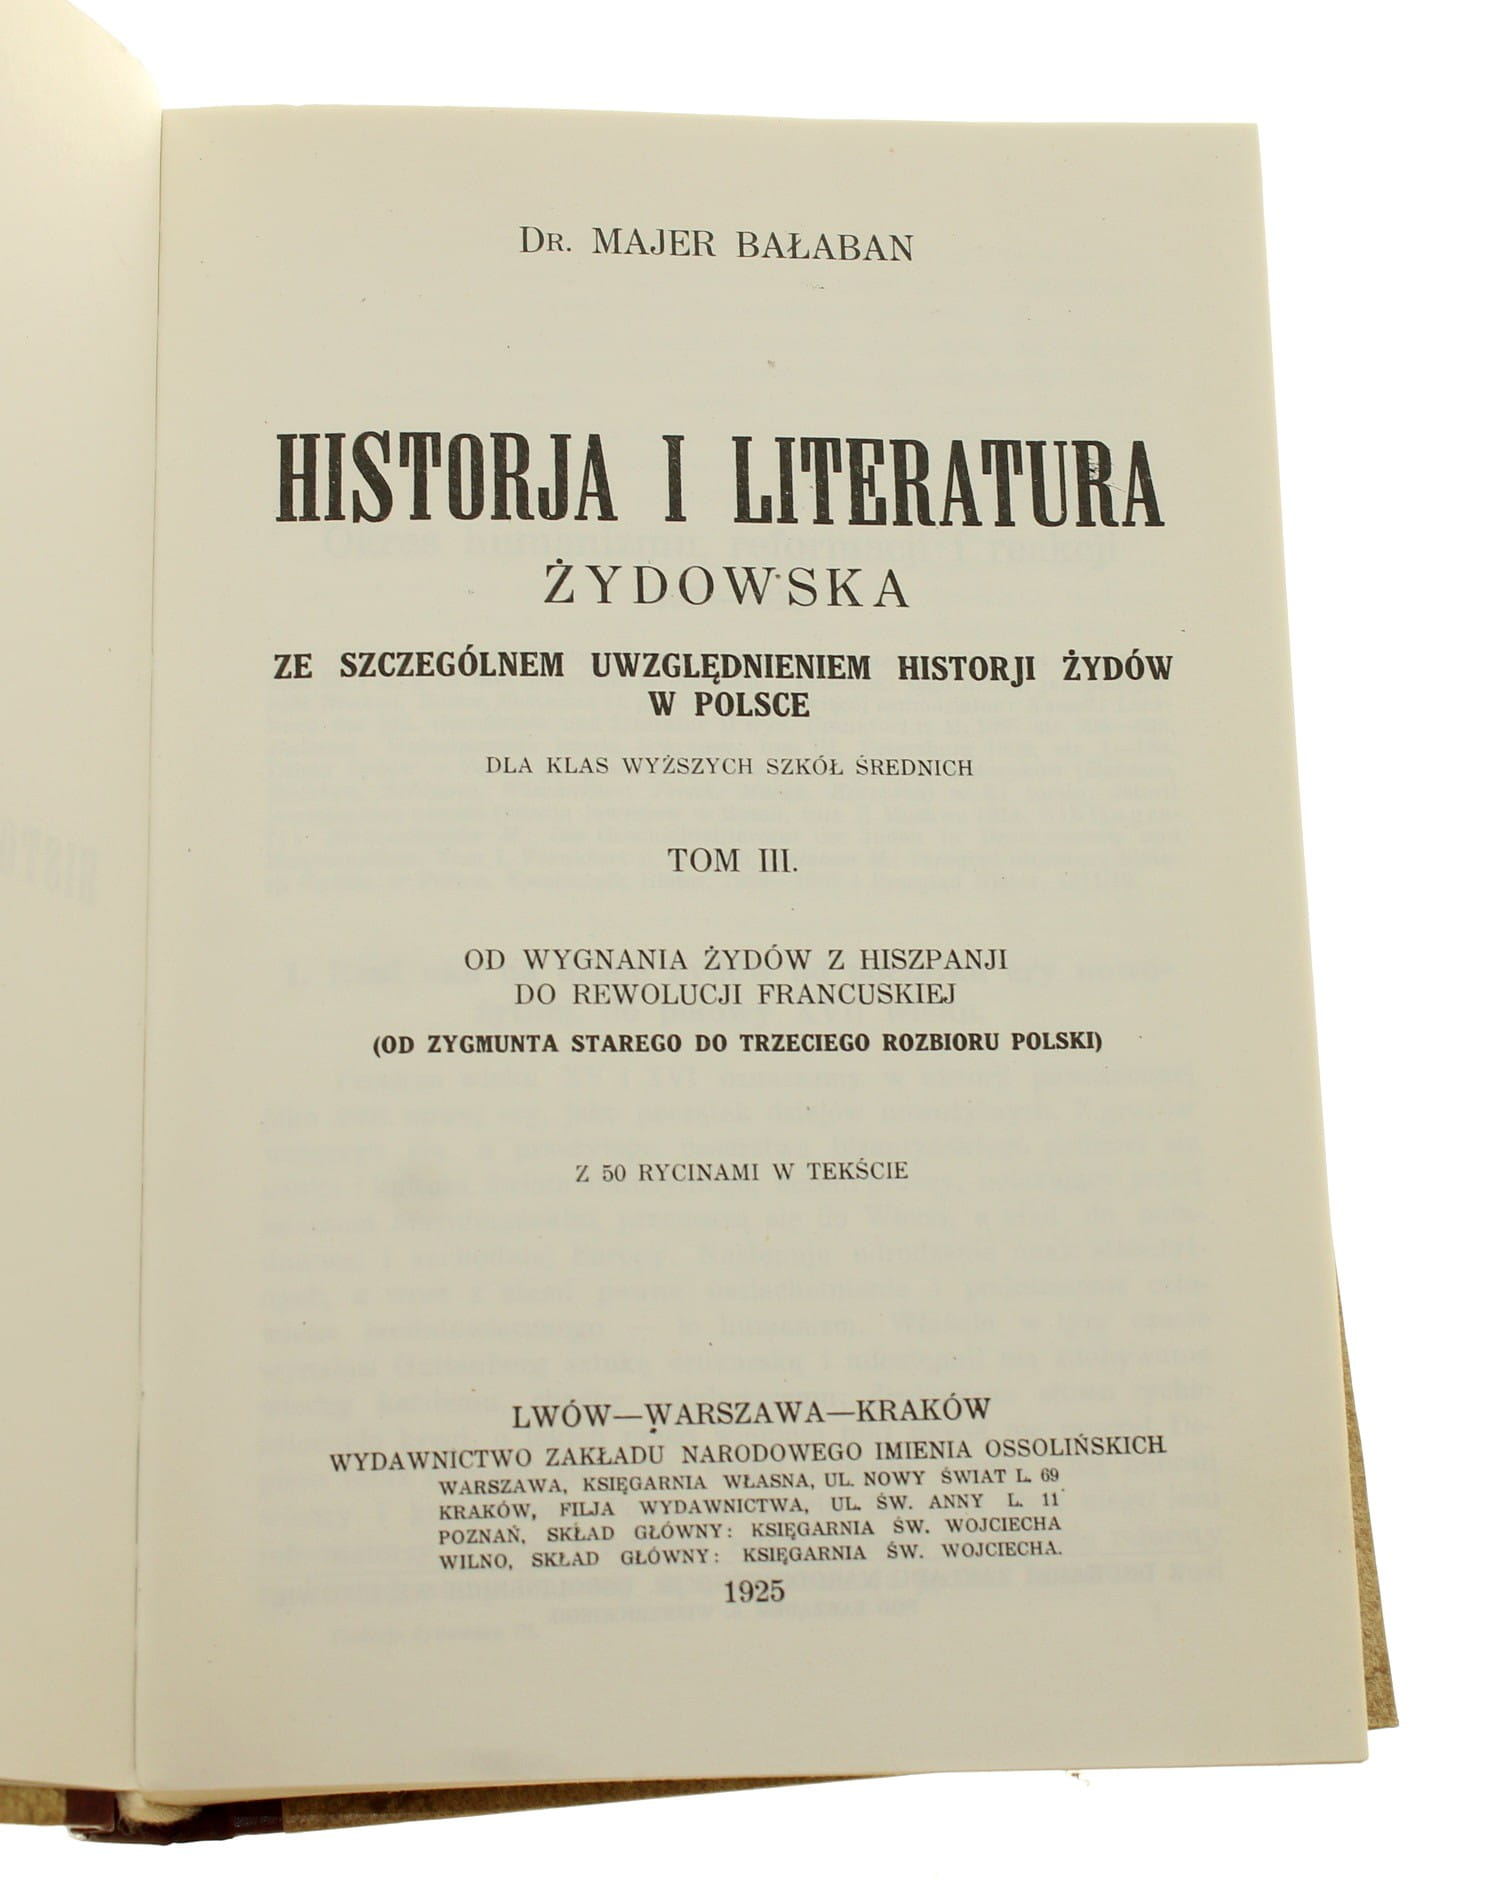 Dr. MAJER BAŁABAN
HISTORJA I LITERATURA
ŻYDOWSKA
ZE SZCZEGÓLNEM UWZGLĘDNIENIEM HISTORJI ŻYDÓW
W POLSCE
DLA KLAS WYŻSZYCH SZKÓŁ ŚREDNICH
TOM III.
OD WYGNANIA ŻYDÓW Z HISZPANJI
DO REWOLUCJI FRANCUSKIEJ
(OD ZYGMUNTA STAREGO DO TRZECIEGO ROZBIORU POLSKI)
Z 50 RYCINAMI W TEKŚCIE
LWÓW—WARSZAWA—KRAKÓW
WYDAWNICTWO ZAKŁADU NARODOWEGO IMIENIA OSSOLIŃSKICH
WARSZAWA, KSIĘGARNIA WŁASNA, UL. NOWY ŚWIAT L. 69
KRAKÓW, FILJA WYDAWNICTWA, UL. ŚW. ANNY L. 11
POZNAŃ, SKŁAD GŁÓWNY: KSIĘGARNIA ŚW. WOJCIECHA
WILNO, SKŁAD GŁÓWNY: KSIĘGARNIA ŚW. WOJCIECHA.
1925